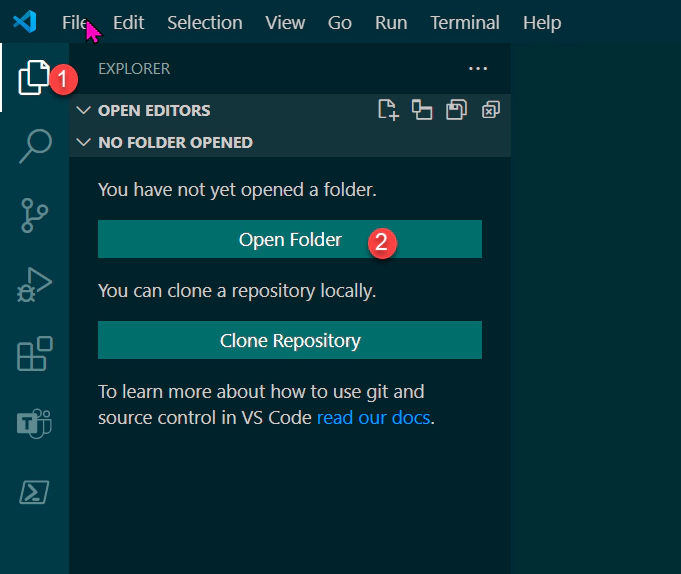 File Edit Selection View Go Run Terminal Help
1
EXPLORER
OPEN EDITORS
NO FOLDER OPENED
You have not yet opened a folder.
Open Folder 2
You can clone a repository locally.
Clone Repository
To learn more about how to use git and
source control in VS Code read our docs.
T